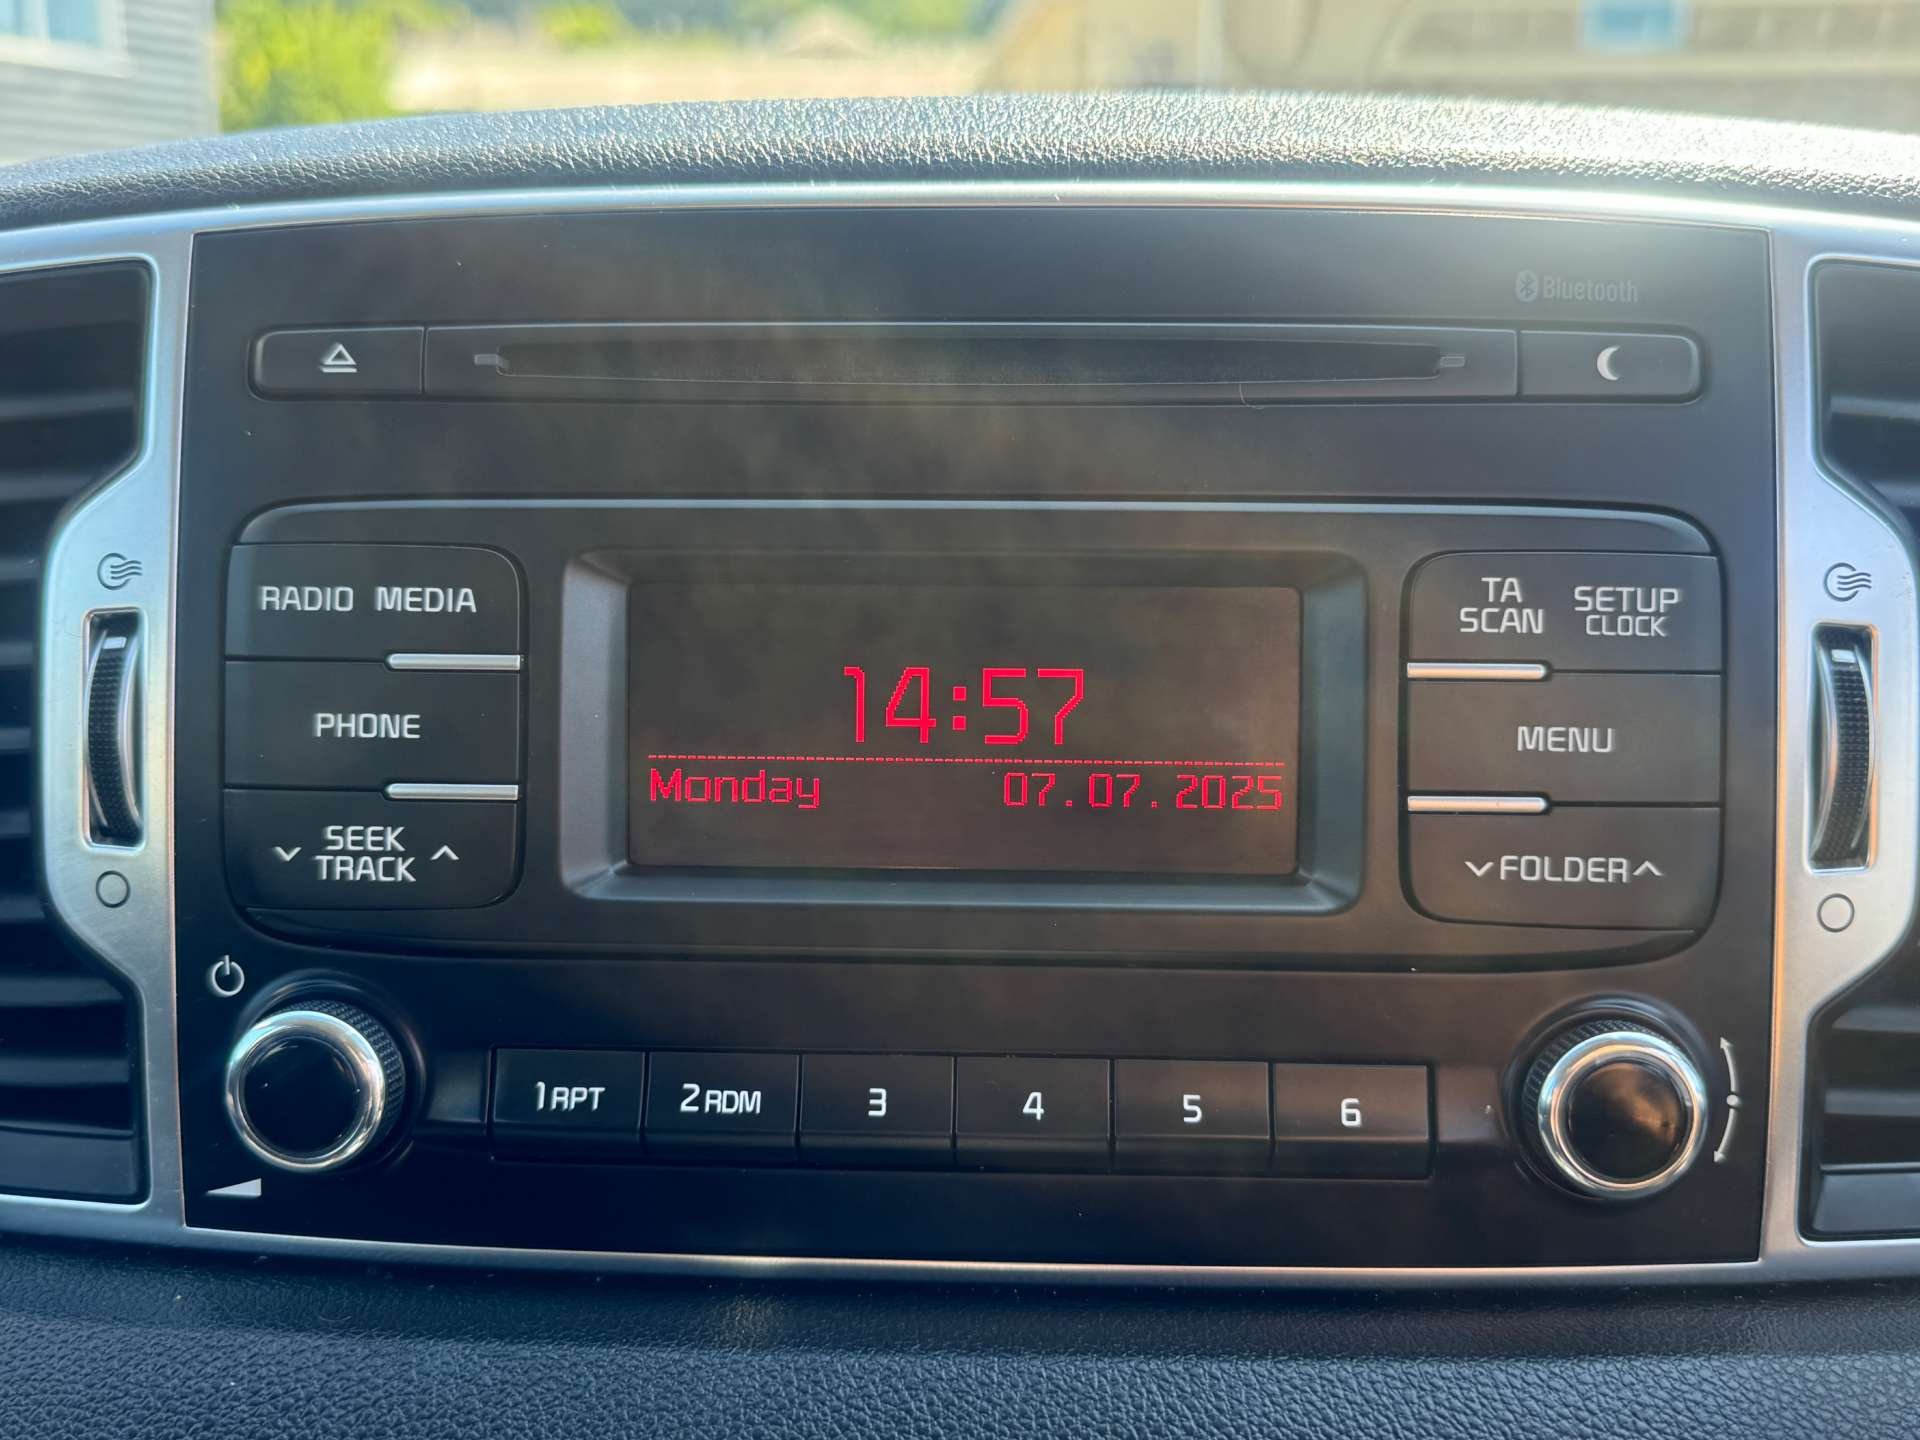 Bluetooth
RADIO MEDIA
TA SCAN
SETUP CLOCK
14:57
PHONE
MENU
Monday 07.07.2025
SEEK TRACK
FOLDER
1 RPT
2 RDM
3
4
5
6